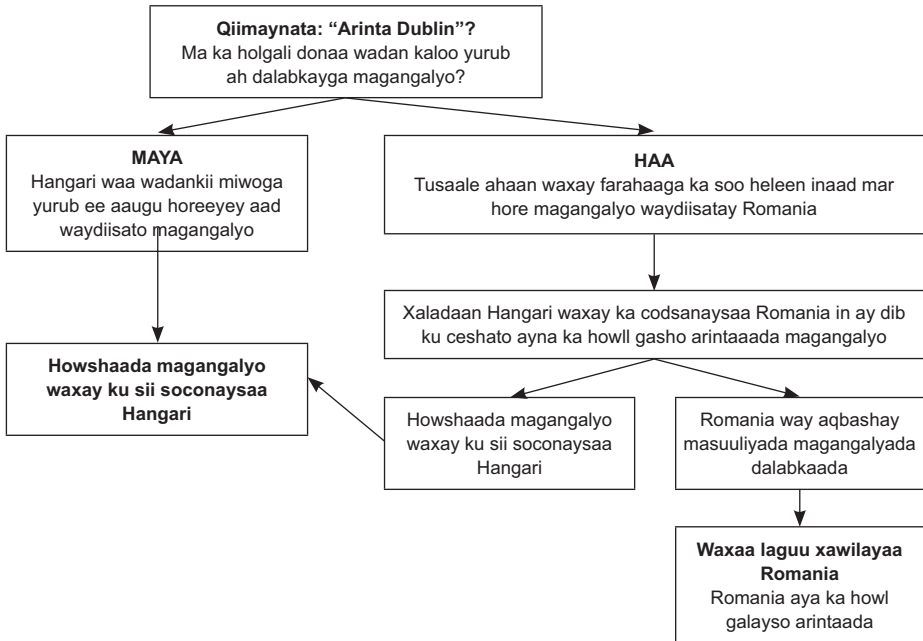 Qiimaynata: “Arinta Dublin”?
Ma ka holgali donaa wadan kaloo yurub
ah dalabkayga magangalyo?
MAYA
Hangari waa wadankii miwoga
yurub ee aaugu horeeyey aad
waydiisato magangalyo
HAA
Tusaale ahaan waxay farahaaga ka soo heleen inaad mar
hore magangalyo waydiisatay Romania
Xaladaan Hangari waxay ka codsanaysaa Romania in ay dib
ku ceshato ayna ka howll gasho arintaaada magangalyo
Howshaada magangalyo
waxay ku sii soconaysaa
Hangari
Howshaada magangalyo
waxay ku sii soconaysaa
Hangari
Romania way aqbashay
masuuliyada magangalyada
dalabkaada
Waxaa laguu xawilayaa
Romania
Romania aya ka howl
galayso arintaada